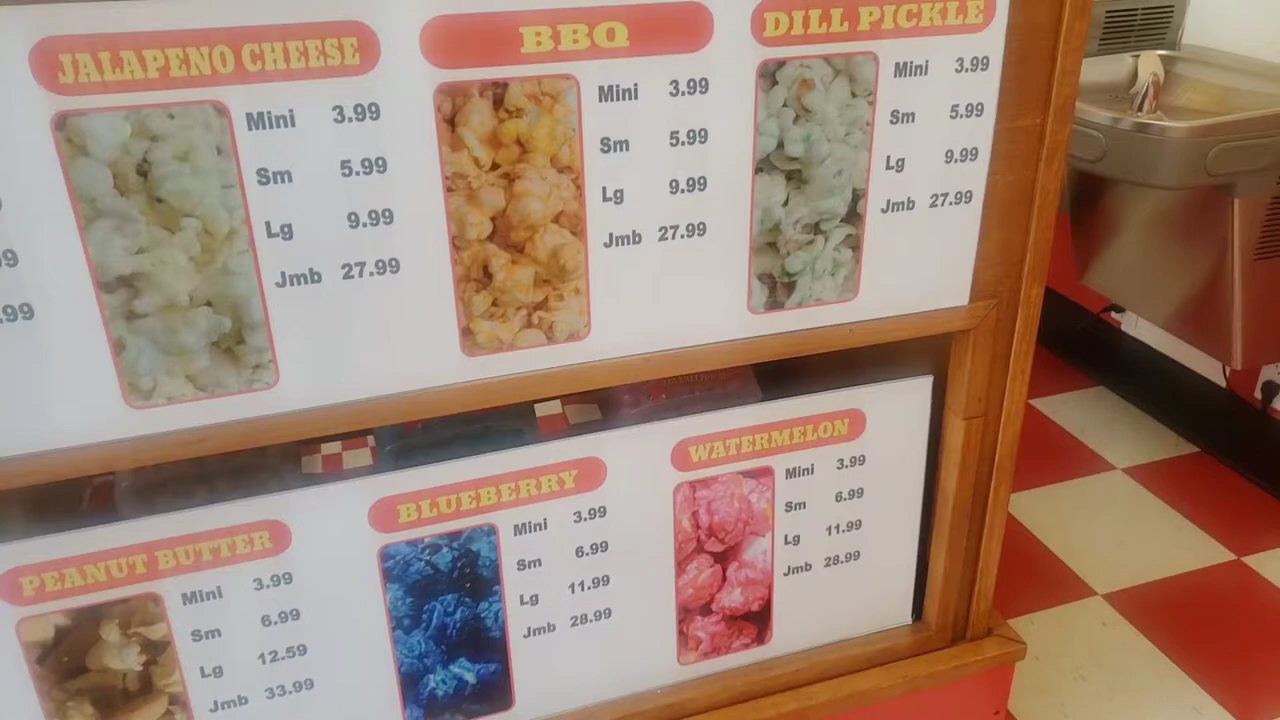 JALAPENO CHEESE
Mini 3.99
Sm 5.99
Lg 9.99
Jmb 27.99
BBQ
Mini 3.99
Sm 5.99
Lg 9.99
Jmb 27.99
DILL PICKLE
Mini 3.99
Sm 5.99
Lg 9.99
Jmb 27.99
PEANUT BUTTER
Mini 3.99
Sm 6.99
Lg 12.59
Jmb 33.99
BLUEBERRY
Mini 3.99
Sm 6.99
Lg 11.99
Jmb 28.99
WATERMELON
Mini 3.99
Sm 6.99
Lg 11.99
Jmb 28.99